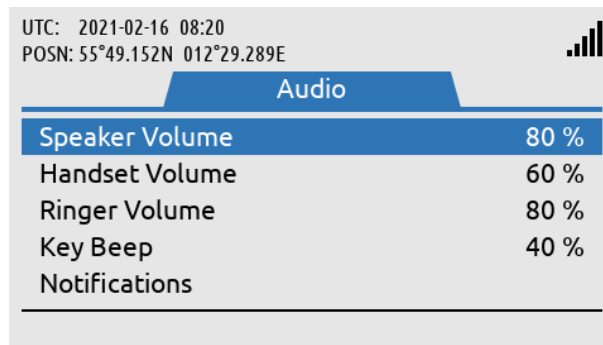 UTC: 2021-02-16 08:20
POSN: 55°49.152N 012°29.289E
Audio
Speaker Volume 80 %
Handset Volume 60 %
Ringer Volume 80 %
Key Beep 40 %
Notifications